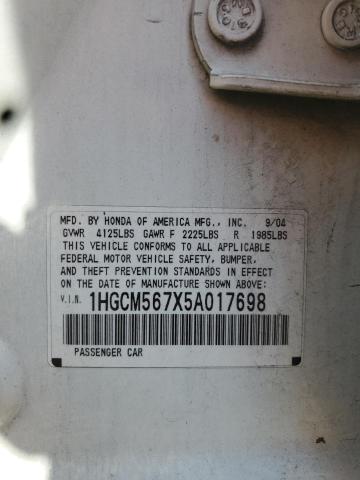 MFD. BY HONDA OF AMERICA MFG., INC. 9/04
GVWR 4125LBS GAWR F 2225LBS R 1985LBS
THIS VEHICLE CONFORMS TO ALL APPLICABLE
FEDERAL MOTOR VEHICLE SAFETY, BUMPER,
AND THEFT PREVENTION STANDARDS IN EFFECT
ON THE DATE OF MANUFACTURE SHOWN ABOVE:
V.I.N. 1HGCM567X5A017698
PASSENGER CAR